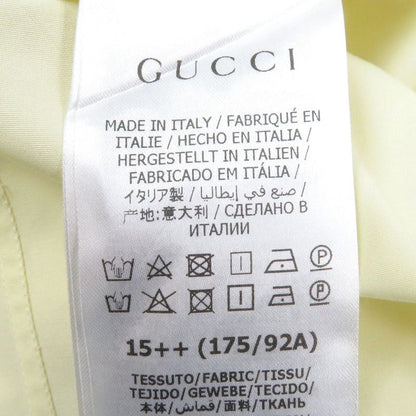 GUCCI
MADE IN ITALY / FABRIQUÉ EN
ITALIE / HECHO EN ITALIA /
HERGESTELLT IN ITALIEN /
FABRICADO EM ITÁLIA /
イタリア製 / صنع في إيطاليا /
产地:意大利 / СДЕЛАНО В
ИТАЛИИ
15++ (175/92A)
TESSUTO/FABRIC/TISSU/
TEJIDO/GEWEBE/TECIDO/
本体/قماش/面料/ТКАНЬ